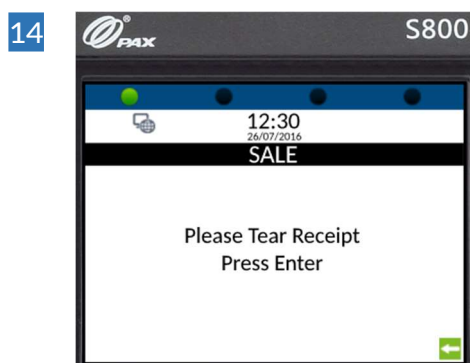 14
PAX
S800
12:30
26/07/2016
SALE
Please Tear Receipt
Press Enter